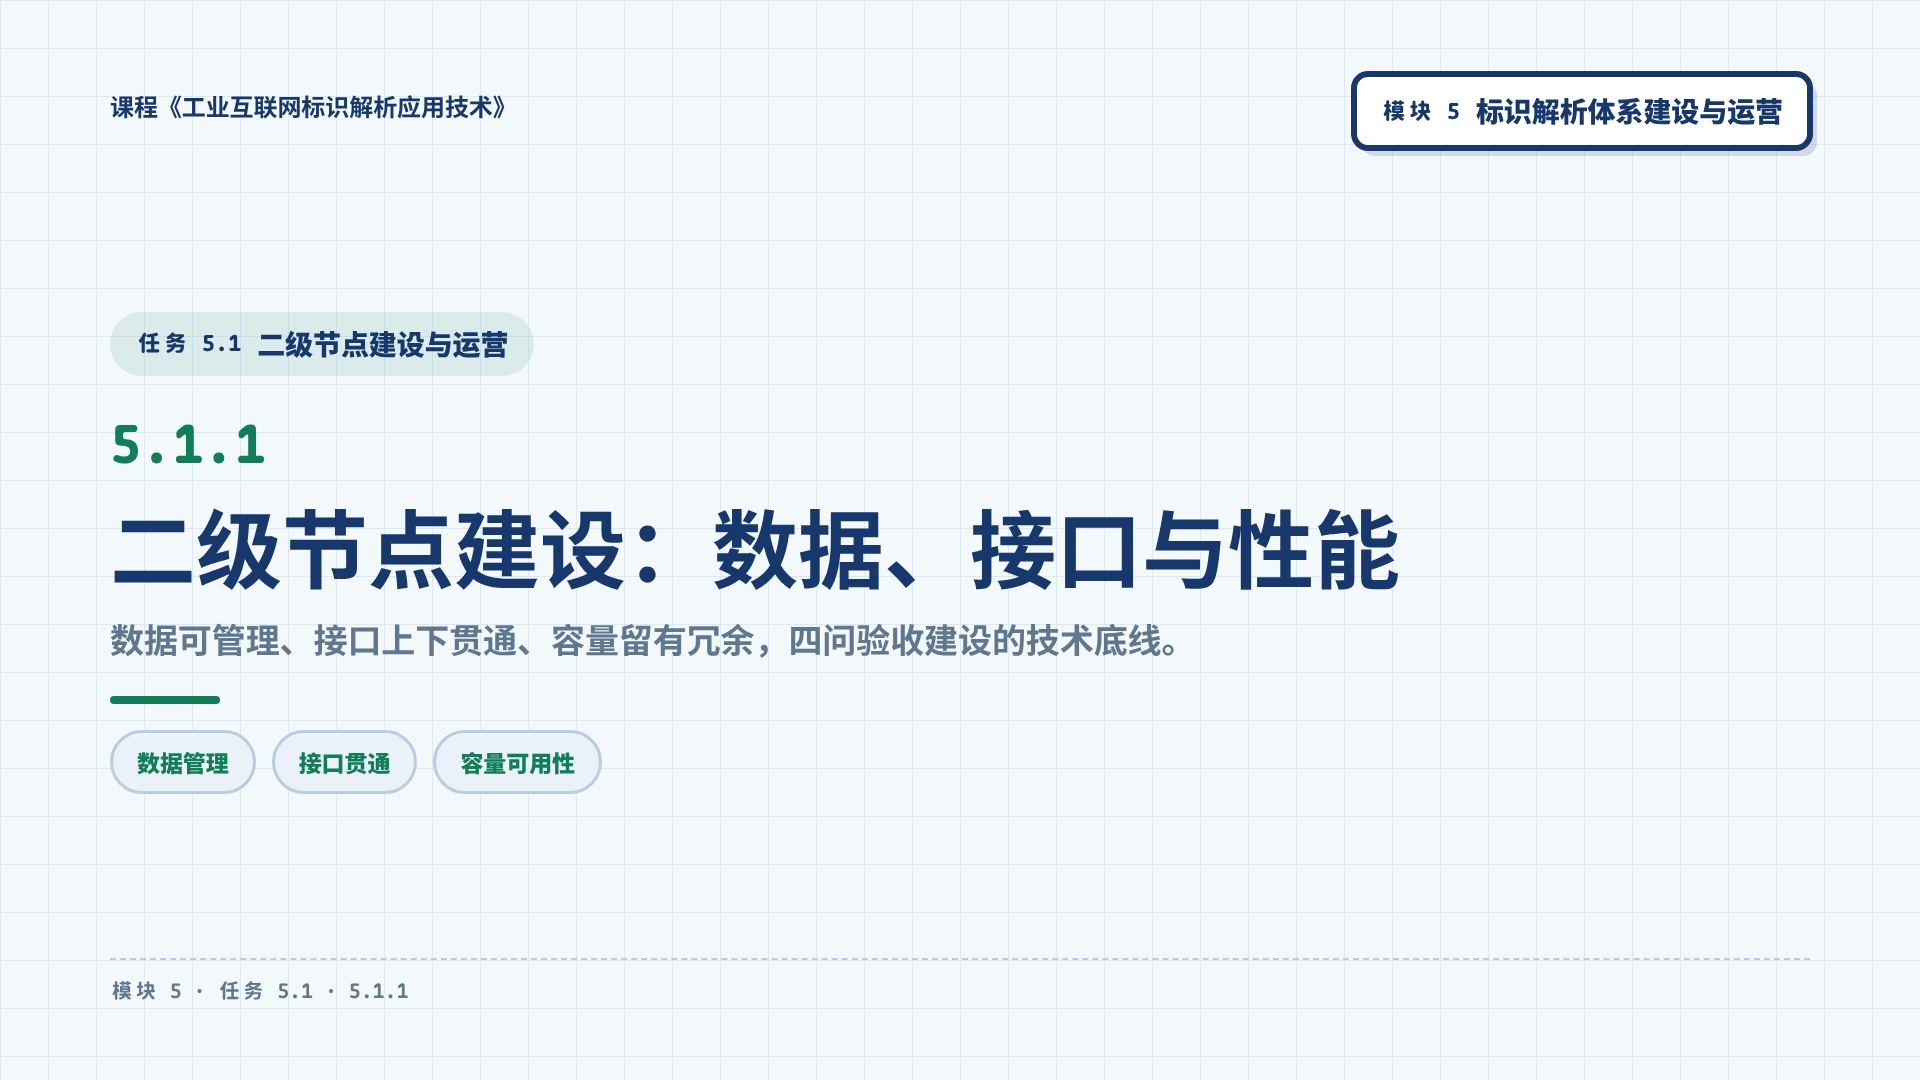 课程《工业互联网标识解析应用技术》
模块 5 标识解析体系建设与运营
任务 5.1 二级节点建设与运营
5.1.1
二级节点建设：数据、接口与性能
数据可管理、接口上下贯通、容量留有冗余，四问验收建设的技术底线。
数据管理
接口贯通
容量可用性
模块 5 · 任务 5.1 · 5.1.1